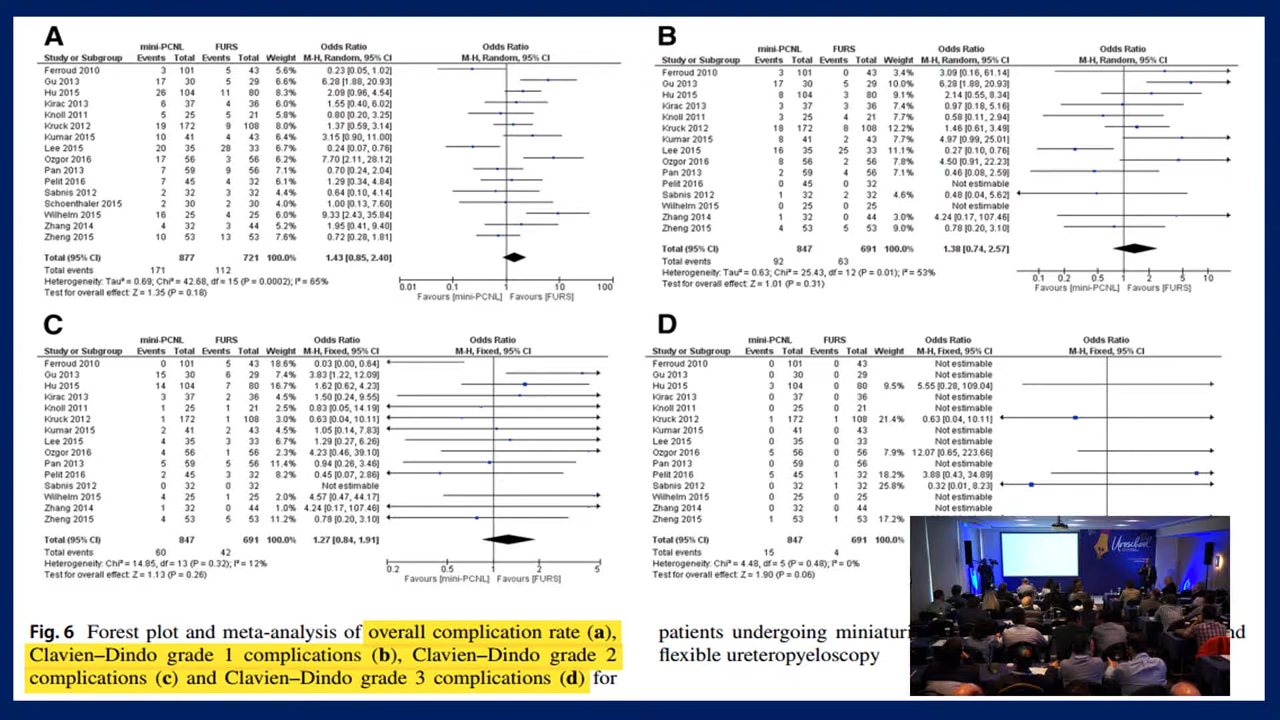 A
mini-PCNL FURS Odds Ratio Odds Ratio
Study or Subgroup Events Total Events Total Weight M-H, Random, 95% CI M-H, Random, 95% CI
Ferroud 2010 3 101 5 43 5.6% 0.23 [0.05, 1.02]
Gu 2013 17 30 5 29 6.9% 6.28 [1.88, 20.93]
Hu 2015 26 104 11 80 9.3% 2.09 [0.96, 4.54]
Kirac 2013 6 37 4 36 6.1% 1.55 [0.40, 6.02]
Knoll 2011 5 25 5 21 5.8% 0.80 [0.20, 3.25]
Kruck 2012 19 172 9 108 8.9% 1.37 [0.59, 3.14]
Kumar 2015 10 41 4 43 6.6% 3.15 [0.90, 11.00]
Lee 2015 20 35 28 33 7.1% 0.24 [0.07, 0.76]
Ozgor 2016 17 56 3 56 6.5% 7.70 [2.11, 28.12]
Pan 2013 7 59 9 56 7.6% 0.70 [0.24, 2.04]
Pelit 2016 7 45 4 32 6.3% 1.29 [0.34, 4.84]
Sabnis 2012 2 32 3 32 4.4% 0.64 [0.10, 4.14]
Schoenthaler 2015 2 30 2 30 3.9% 1.00 [0.13, 7.60]
Wilhelm 2015 16 25 4 25 6.3% 9.33 [2.43, 35.84]
Zhang 2014 4 32 3 44 5.3% 1.95 [0.41, 9.40]
Zheng 2015 10 53 13 53 7.6% 0.72 [0.28, 1.81]
Total (95% CI) 877 721 100.0% 1.43 [0.85, 2.40]
Total events 171 112
Heterogeneity: Tau² = 0.69; Chi² = 42.68, df = 15 (P = 0.0002); I² = 65%
Test for overall effect: Z = 1.35 (P = 0.18)
0.01 0.1 1 10 100
Favours [mini-PCNL] Favours [FURS]
B
mini-PCNL FURS Odds Ratio Odds Ratio
Study or Subgroup Events Total Events Total Weight M-H, Random, 95% CI M-H, Random, 95% CI
Ferroud 2010 3 101 0 43 3.4% 3.09 [0.16, 61.14]
Gu 2013 17 30 5 29 10.0% 6.28 [1.88, 20.93]
Hu 2015 8 104 3 80 9.0% 2.14 [0.55, 8.34]
Kirac 2013 3 37 3 36 7.2% 0.97 [0.18, 5.16]
Knoll 2011 3 25 4 21 7.3% 0.58 [0.11, 2.94]
Kruck 2012 18 172 8 108 12.2% 1.46 [0.61, 3.49]
Kumar 2015 8 41 2 43 7.4% 4.97 [0.99, 25.01]
Lee 2015 16 35 25 33 11.1% 0.27 [0.10, 0.76]
Ozgor 2016 8 56 2 56 7.8% 4.50 [0.91, 22.23]
Pan 2013 2 59 4 56 7.1% 0.46 [0.08, 2.59]
Pelit 2016 0 45 0 32 Not estimable
Sabnis 2012 1 32 2 32 4.6% 0.48 [0.04, 5.62]
Wilhelm 2015 0 25 0 25 Not estimable
Zhang 2014 1 32 0 44 3.0% 4.24 [0.17, 107.46]
Zheng 2015 4 53 5 53 9.0% 0.78 [0.20, 3.10]
Total (95% CI) 847 691 100.0% 1.38 [0.74, 2.57]
Total events 92 63
Heterogeneity: Tau² = 0.63; Chi² = 25.43, df = 12 (P = 0.01); I² = 53%
Test for overall effect: Z = 1.01 (P = 0.31)
0.1 0.2 0.5 1 2 5 10
Favours [mini-PCNL] Favours [FURS]
C
mini-PCNL FURS Odds Ratio Odds Ratio
Study or Subgroup Events Total Events Total Weight M-H, Fixed, 95% CI M-H, Fixed, 95% CI
Ferroud 2010 0 101 5 43 18.6% 0.03 [0.00, 0.64]
Gu 2013 15 30 6 29 7.4% 3.83 [1.22, 12.09]
Hu 2015 14 104 7 80 16.7% 1.62 [0.62, 4.23]
Kirac 2013 3 37 2 36 4.5% 1.50 [0.24, 9.55]
Knoll 2011 1 25 1 21 2.5% 0.83 [0.05, 14.19]
Kruck 2012 1 172 1 108 2.9% 0.63 [0.04, 10.11]
Kumar 2015 2 41 2 43 4.5% 1.05 [0.14, 7.83]
Lee 2015 4 35 3 33 6.6% 1.29 [0.27, 6.26]
Ozgor 2016 4 56 1 56 2.2% 4.23 [0.46, 39.10]
Pan 2013 5 59 5 56 11.4% 0.94 [0.26, 3.46]
Pelit 2016 2 45 3 32 8.2% 0.45 [0.07, 2.86]
Sabnis 2012 0 32 0 32 Not estimable
Wilhelm 2015 4 25 1 25 2.0% 4.57 [0.47, 44.17]
Zhang 2014 1 32 0 44 1.0% 4.24 [0.17, 107.46]
Zheng 2015 4 53 5 53 11.2% 0.78 [0.20, 3.10]
Total (95% CI) 847 691 100.0% 1.27 [0.84, 1.91]
Total events 60 42
Heterogeneity: Chi² = 14.85, df = 13 (P = 0.32); I² = 12%
Test for overall effect: Z = 1.13 (P = 0.26)
0.2 0.5 1 2 5
Favours [mini-PCNL] Favours [FURS]
D
mini-PCNL FURS Odds Ratio Odds Ratio
Study or Subgroup Events Total Events Total Weight M-H, Fixed, 95% CI M-H, Fixed, 95% CI
Ferroud 2010 0 101 0 43 Not estimable
Gu 2013 0 30 0 29 Not estimable
Hu 2015 3 104 0 80 9.5% 5.55 [0.28, 109.04]
Kirac 2013 0 37 0 36 Not estimable
Knoll 2011 0 25 0 21 Not estimable
Kruck 2012 1 172 1 108 21.4% 0.63 [0.04, 10.11]
Kumar 2015 0 41 0 43 Not estimable
Lee 2015 0 35 0 33 Not estimable
Ozgor 2016 5 56 0 56 7.9% 12.07 [0.65, 223.66]
Pan 2013 0 59 0 56 Not estimable
Pelit 2016 5 45 1 32 18.2% 3.88 [0.43, 34.89]
Sabnis 2012 0 32 1 32 25.8% 0.32 [0.01, 8.23]
Wilhelm 2015 0 25 0 25 Not estimable
Zhang 2014 0 32 0 44 Not estimable
Zheng 2015 1 53 1 53 17.2%
Total (95% CI) 847 691 100.0%
Total events 15 4
Heterogeneity: Chi² = 4.48, df = 5 (P = 0.48); I² = 0%
Test for overall effect: Z = 1.90 (P = 0.06)
Uroschool
Fig. 6 Forest plot and meta-analysis of overall complication rate (a),
Clavien–Dindo grade 1 complications (b), Clavien–Dindo grade 2
complications (c) and Clavien–Dindo grade 3 complications (d) for
patients undergoing miniaturi
flexible ureteropyeloscopy